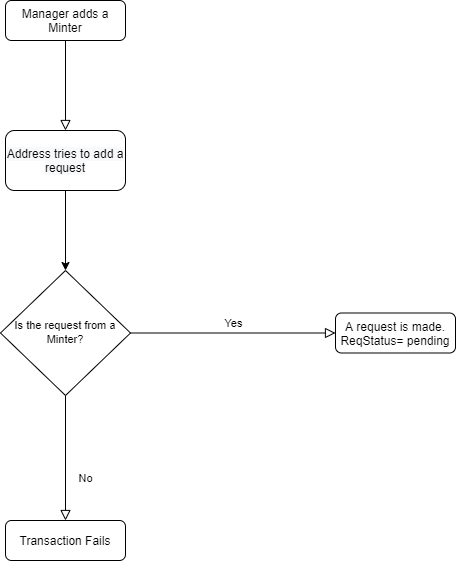 Manager adds a
Minter
Address tries to add a
request
Is the request from a
Minter?
Yes
A request is made.
ReqStatus= pending
No
Transaction Fails